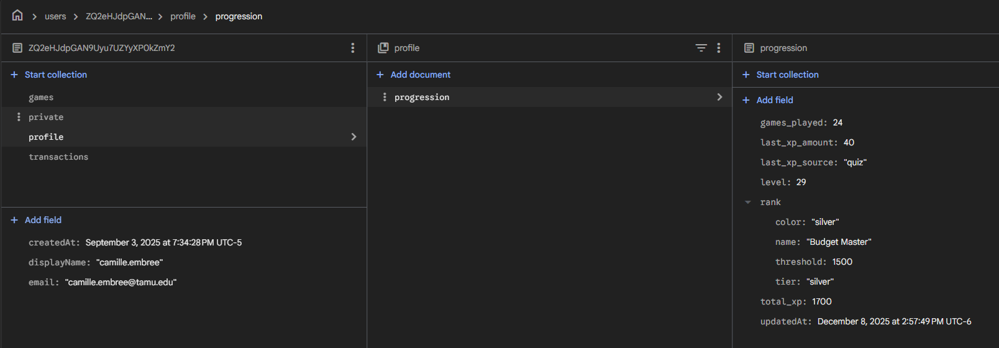 users ZQ2eHJdpGAN... profile progression
ZQ2eHJdpGAN9Uyu7UZYyXP0kZmY2
Start collection
games
private
profile
transactions
Add field
createdAt: September 3, 2025 at 7:34:28 PM UTC-5
displayName: "camille.embree"
email: "camille.embree@tamu.edu"
profile
Add document
progression
progression
Start collection
Add field
games_played: 24
last_xp_amount: 40
last_xp_source: "quiz"
level: 29
rank
color: "silver"
name: "Budget Master"
threshold: 1500
tier: "silver"
total_xp: 1700
updatedAt: December 8, 2025 at 2:57:49 PM UTC-6